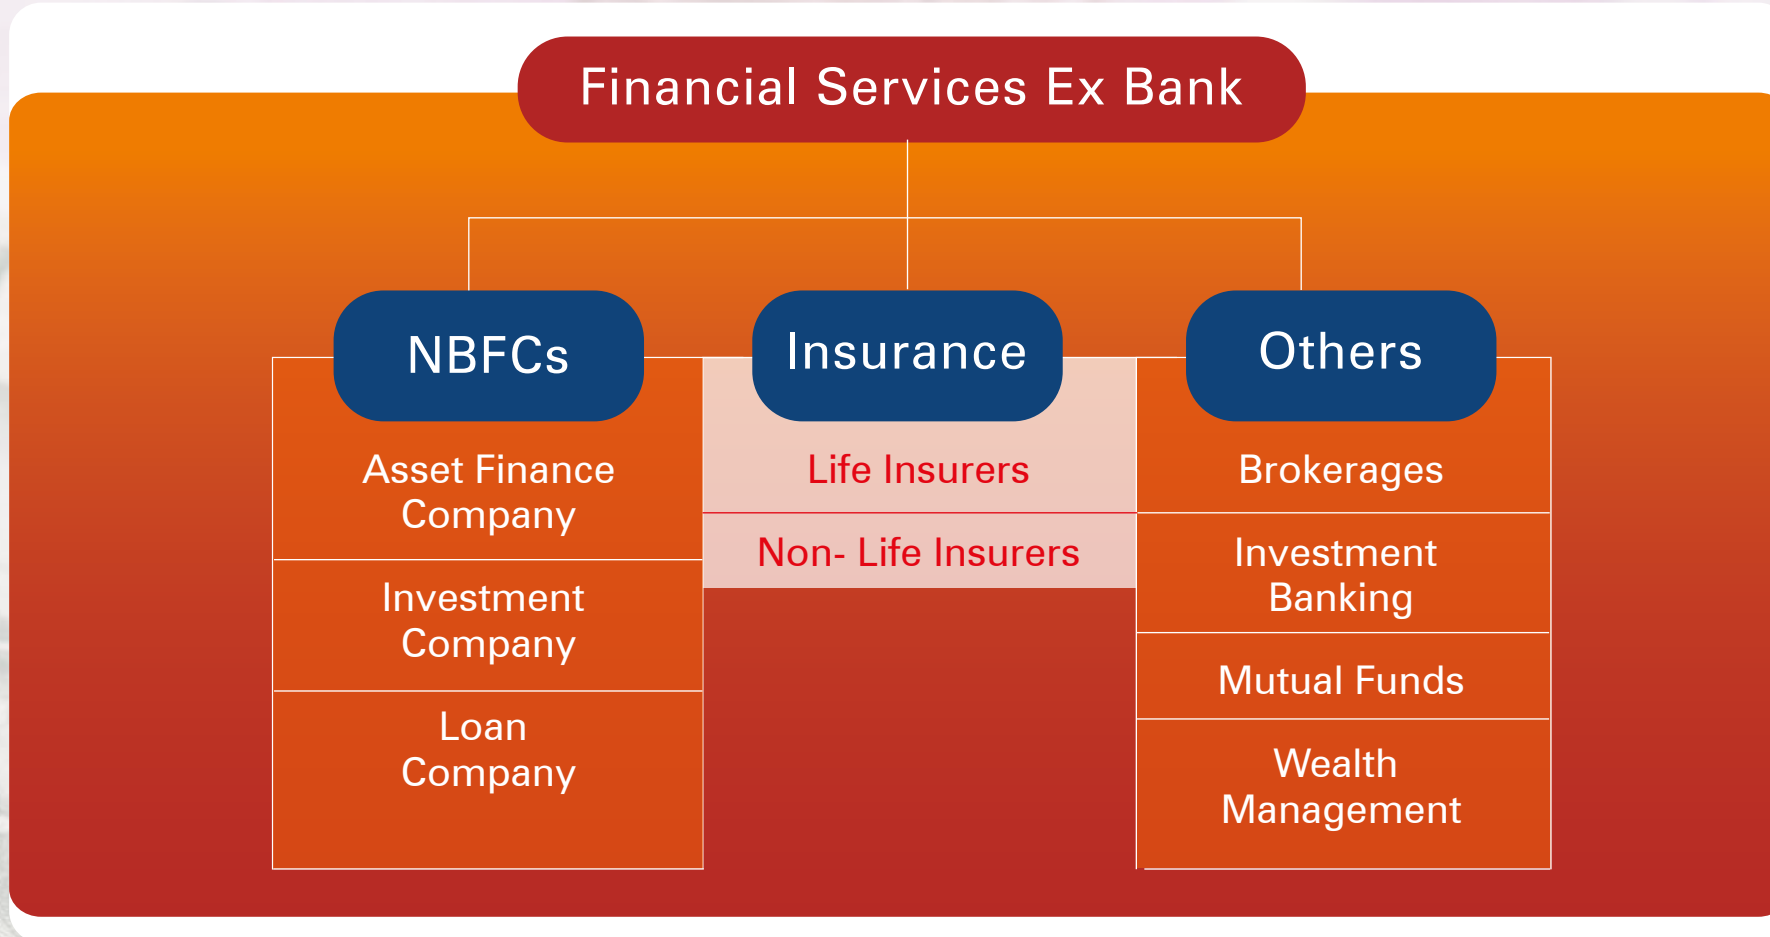 Financial Services Ex Bank
NBFCs
Asset Finance
Company
Investment
Company
Loan
Company
Insurance
Life Insurers
Non- Life Insurers
Others
Brokerages
Investment
Banking
Mutual Funds
Wealth
Management